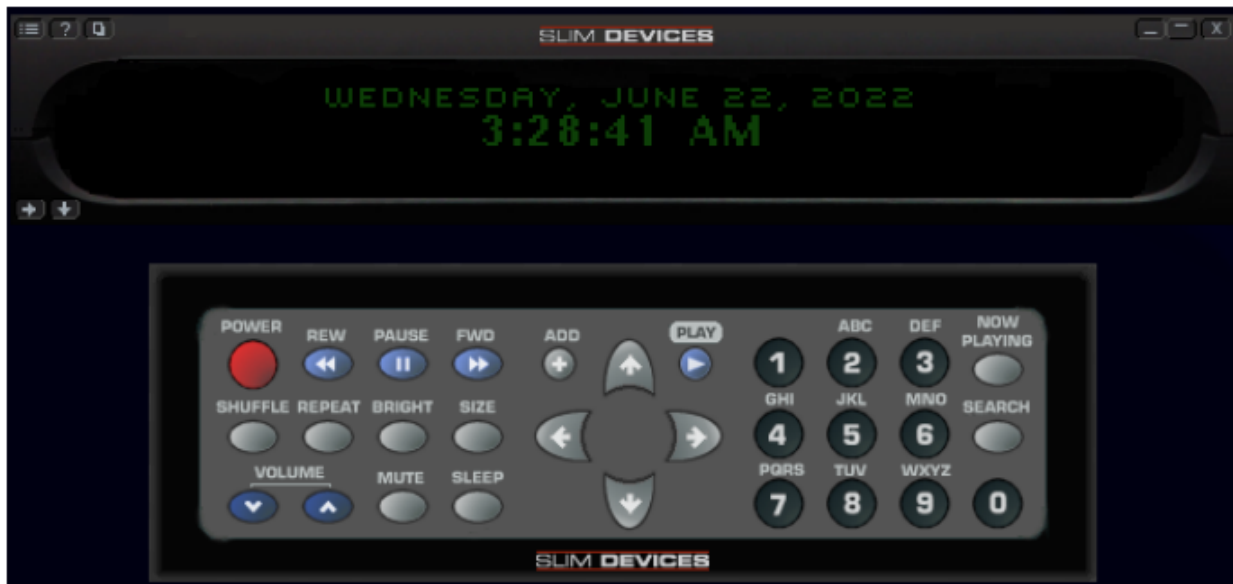 ?
X
SLIM DEVICES
WEDNESDAY, JUNE 22, 2022
3:28:41 AM
POWER REW PAUSE FWD ADD PLAY
SHUFFLE REPEAT BRIGHT SIZE
VOLUME MUTE SLEEP
ABC DEF NOW PLAYING
1 2 3
GHI JKL MNO SEARCH
4 5 6
PQRS TUV WXYZ
7 8 9 0
SLIM DEVICES